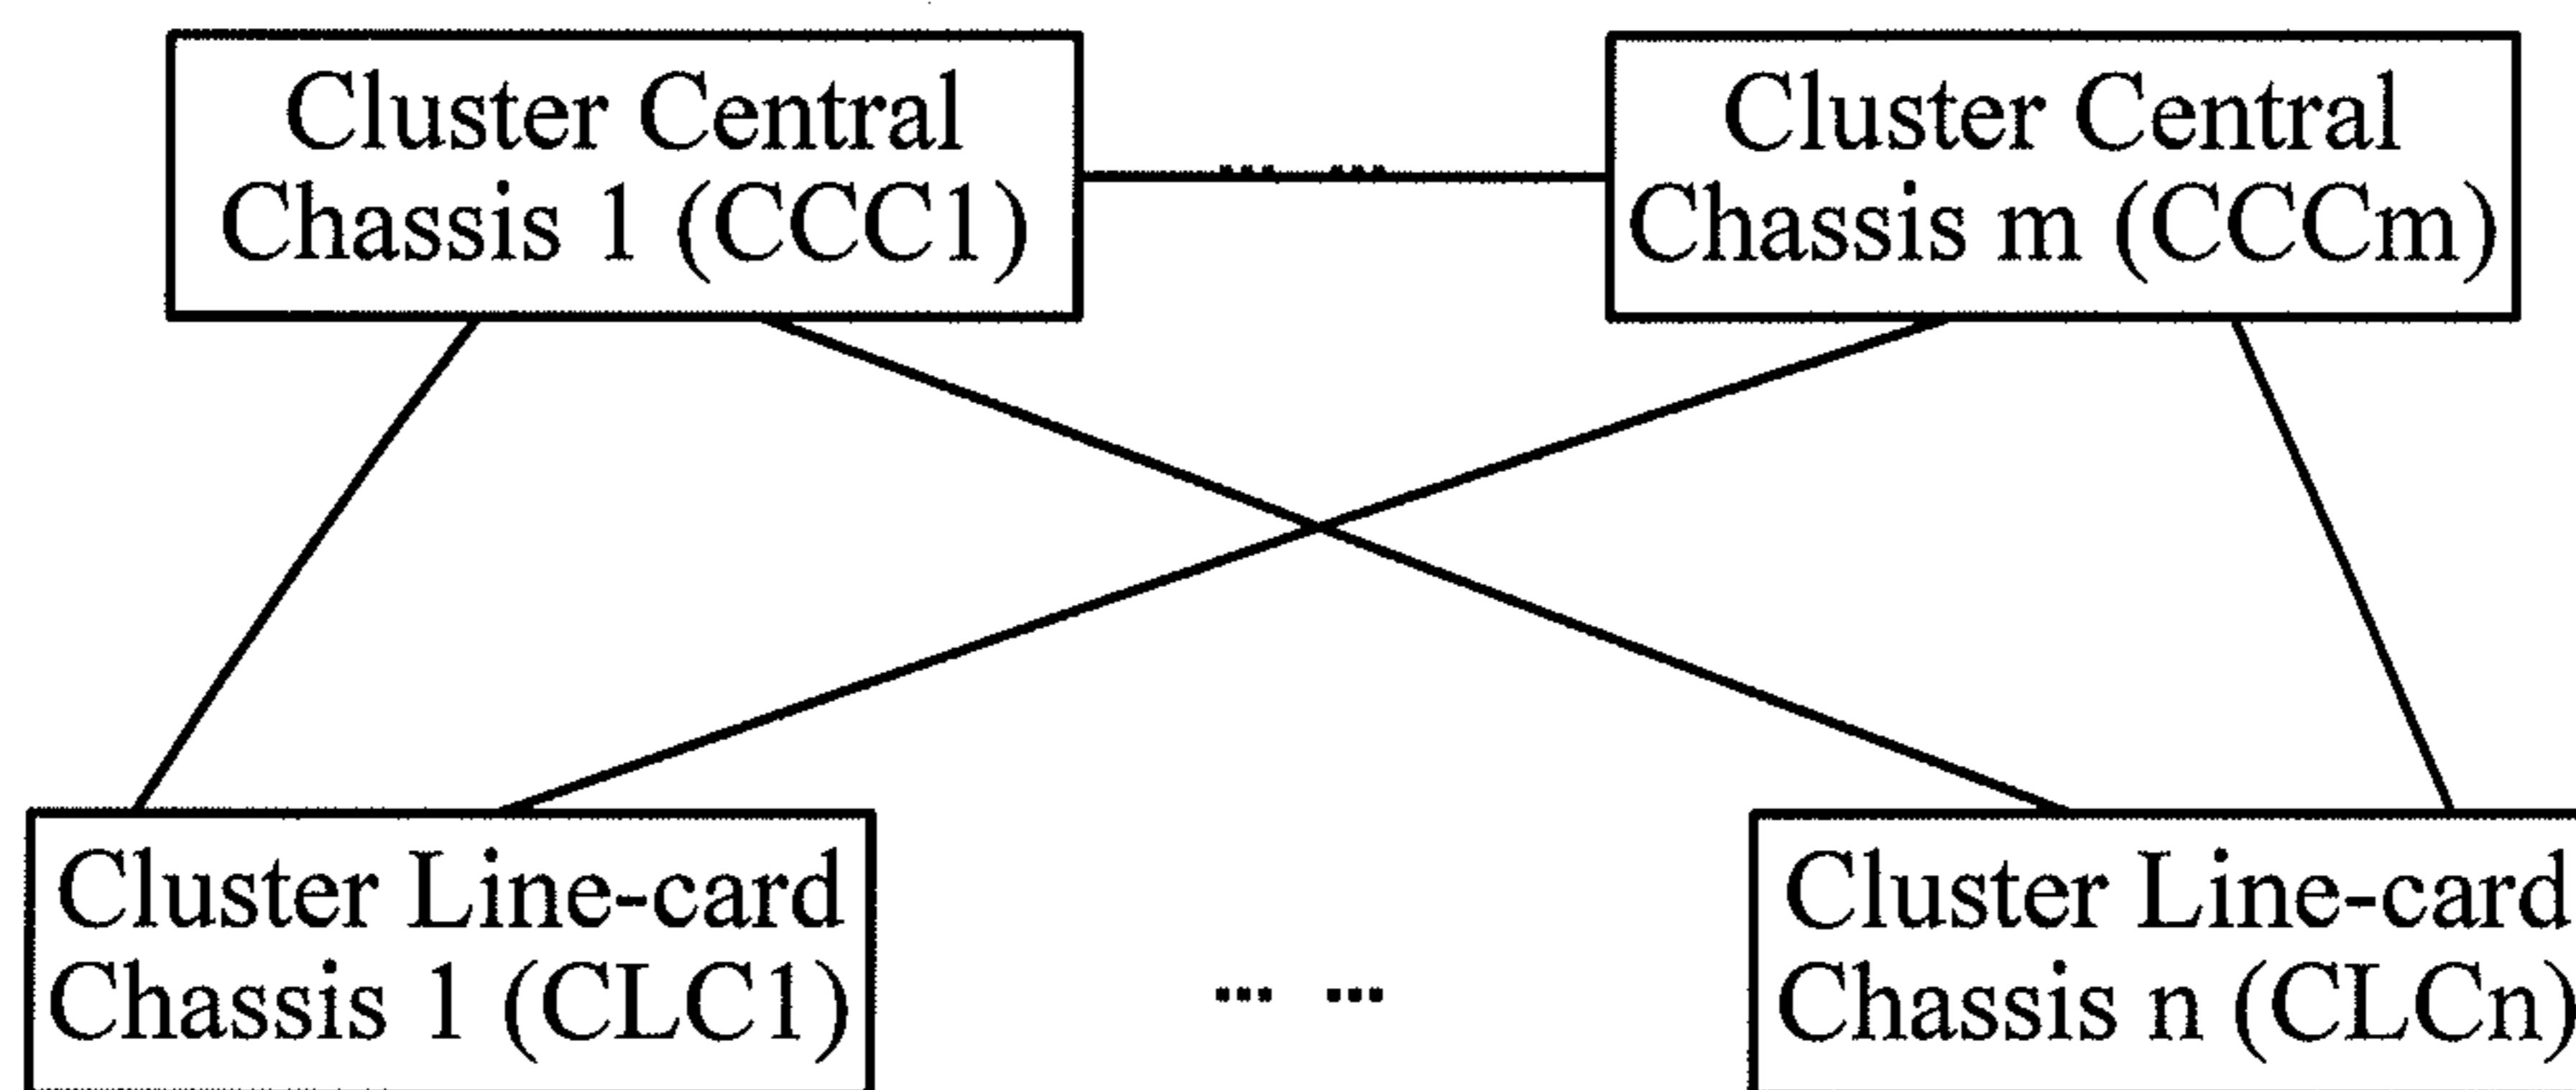 Cluster Central
Chassis 1 (CCC1)
... ...
Cluster Central
Chassis m (CCCm)
Cluster Line-card
Chassis 1 (CLC1)
... ...
Cluster Line-card
Chassis n (CLCn)